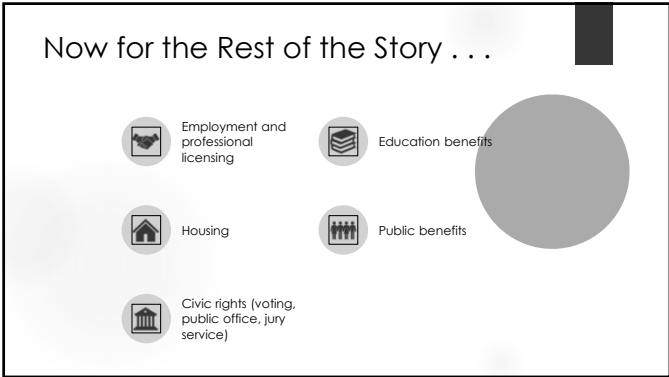 Now for the Rest of the Story . . .
Employment and
professional
licensing
Education benefits
Housing
Public benefits
Civic rights (voting,
public office, jury
service)